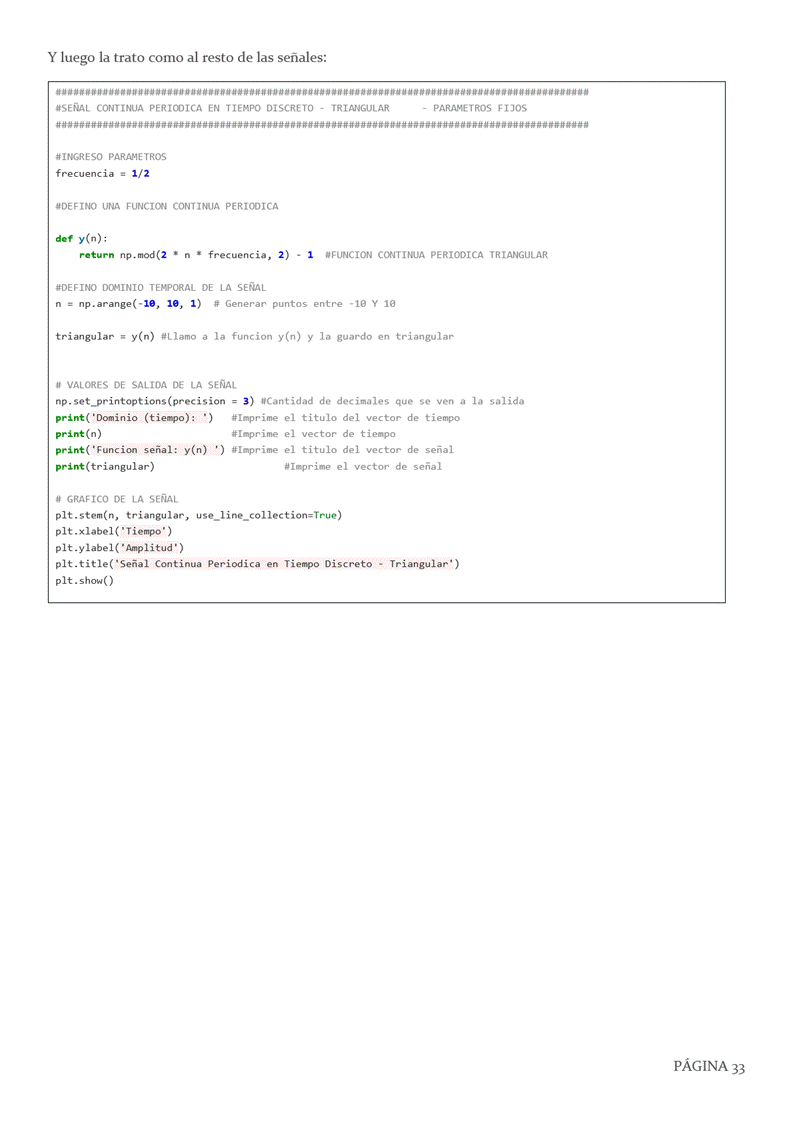 Y luego la trato como al resto de las señales:
###########################################################################################
#SEÑAL CONTINUA PERIODICA EN TIEMPO DISCRETO - TRIANGULAR - PARAMETROS FIJOS
###########################################################################################
#INGRESO PARAMETROS
frecuencia = 1/2
#DEFINO UNA FUNCION CONTINUA PERIODICA
def y(n):
return np.mod(2 * n * frecuencia, 2) - 1 #FUNCION CONTINUA PERIODICA TRIANGULAR
#DEFINO DOMINIO TEMPORAL DE LA SEÑAL
n = np.arange(-10, 10, 1) # Generar puntos entre -10 Y 10
triangular = y(n) #Llamo a la funcion y(n) y la guardo en triangular
# VALORES DE SALIDA DE LA SEÑAL
np.set_printoptions(precision = 3) #Cantidad de decimales que se ven a la salida
print('Dominio (tiempo): ') #Imprime el titulo del vector de tiempo
print(n) #Imprime el vector de tiempo
print('Funcion señal: y(n) ') #Imprime el titulo del vector de señal
print(triangular) #Imprime el vector de señal
# GRAFICO DE LA SEÑAL
plt.stem(n, triangular, use_line_collection=True)
plt.xlabel('Tiempo')
plt.ylabel('Amplitud')
plt.title('Señal Continua Periodica en Tiempo Discreto - Triangular')
plt.show()
PÁGINA 33